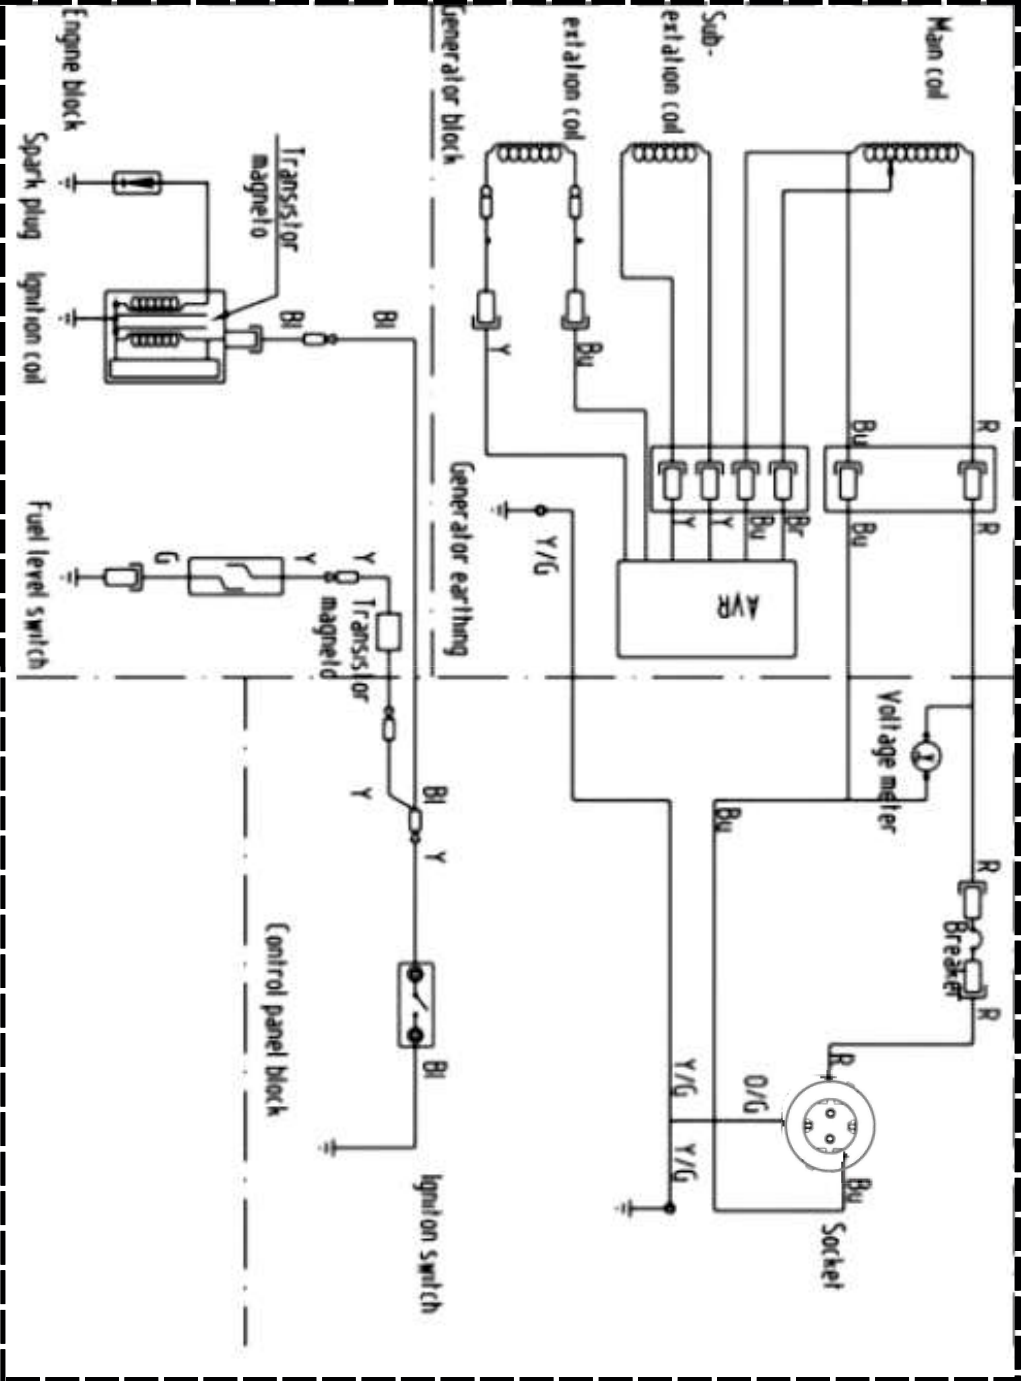 Main coil
R
R
R
R
Breaker
Voltage meter
Bu
Bu
R
Bu
Socket
Br
Bu
Y
Y
AVR
O/G
Sub-
extation coil
Bu
Y/G
Y/G
extation coil
Bu
Y
Y/G
Generator block
Generator earthing
Bl
Bl
Y
Bl
Ignition switch
Bl
Y
Y
Transistor
magneto
Y
Transistor
magneto
G
Control panel block
Engine block
Spark plug
Ignition coil
Fuel level switch